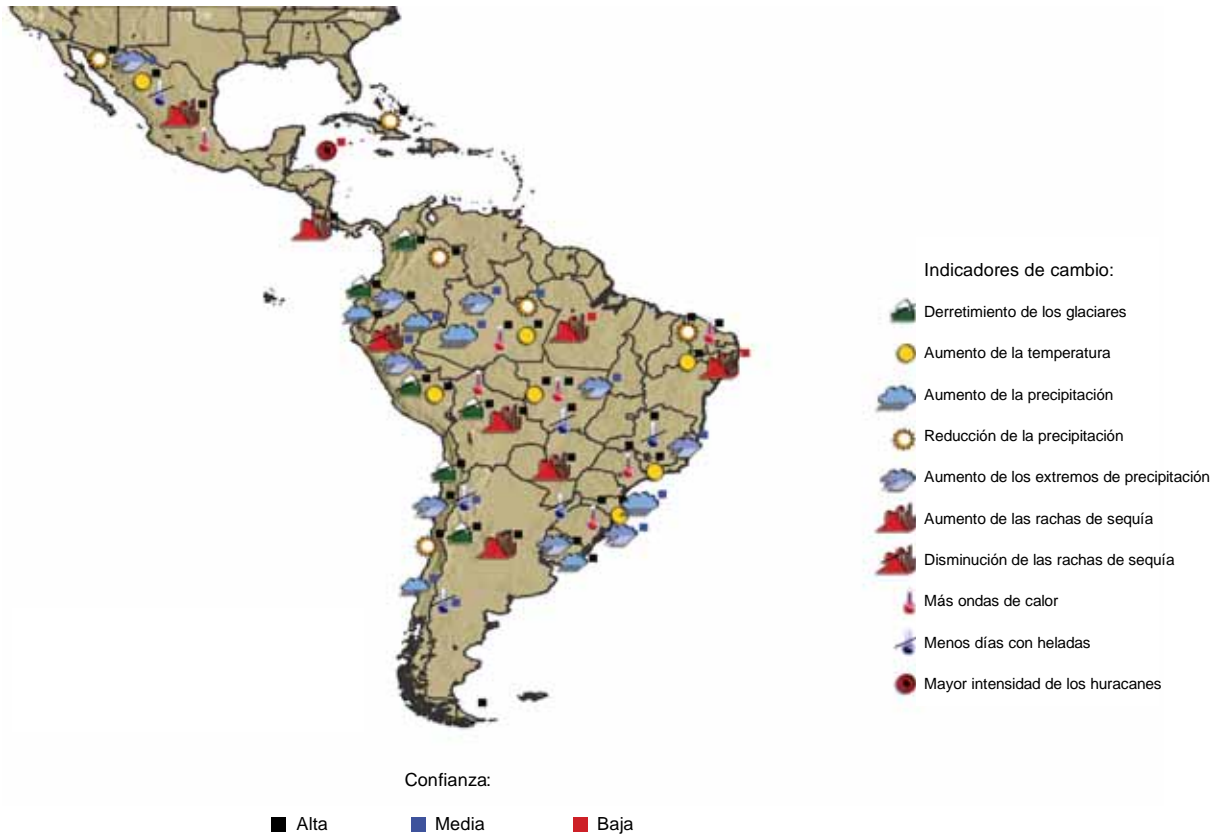 Indicadores de cambio:
Derretimiento de los glaciares
Aumento de la temperatura
Aumento de la precipitación
Reducción de la precipitación
Aumento de los extremos de precipitación
Aumento de las rachas de sequía
Disminución de las rachas de sequía
Más ondas de calor
Menos días con heladas
Mayor intensidad de los huracanes
Confianza:
Alta Media Baja